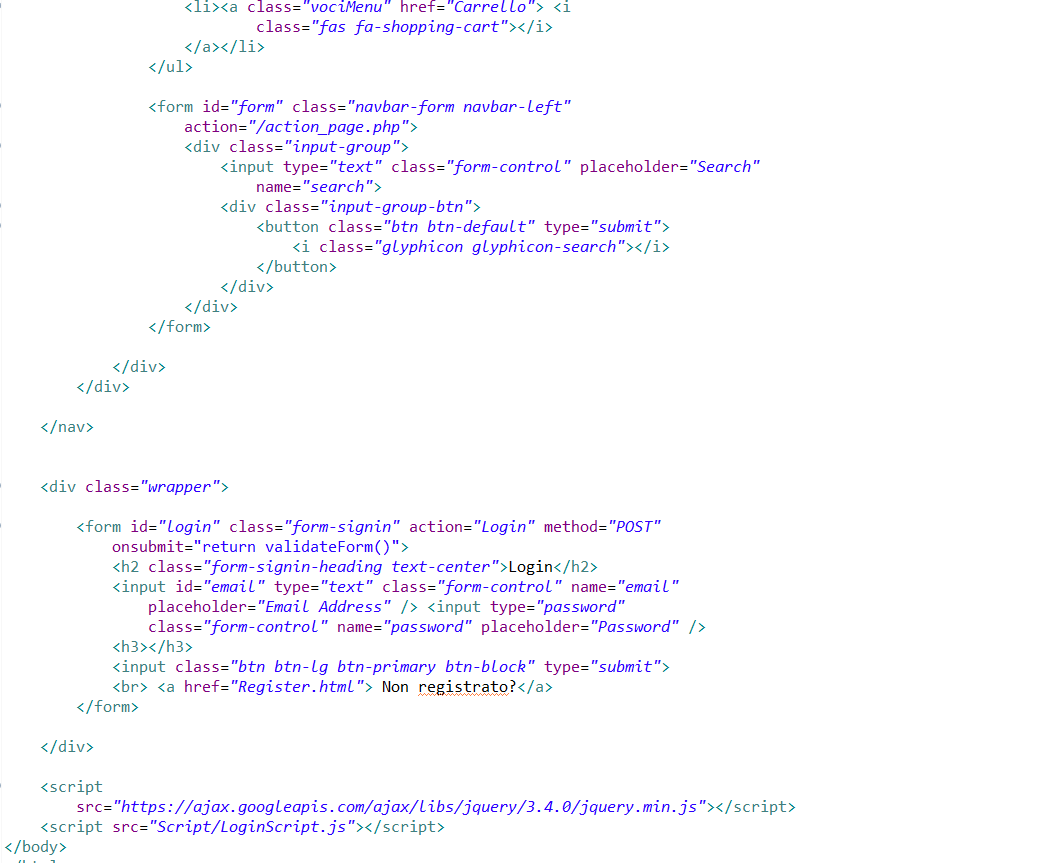 <li><a class="vociMenu" href="Carrello"> <i
class="fas fa-shopping-cart"></i>
</a></li>
</ul>
<form id="form" class="navbar-form navbar-left"
action="/action_page.php">
<div class="input-group">
<input type="text" class="form-control" placeholder="Search"
name="search">
<div class="input-group-btn">
<button class="btn btn-default" type="submit">
<i class="glyphicon glyphicon-search"></i>
</button>
</div>
</div>
</form>
</div>
</div>
</nav>
<div class="wrapper">
<form id="login" class="form-signin" action="Login" method="POST"
onsubmit="return validateForm()">
<h2 class="form-signin-heading text-center">Login</h2>
<input id="email" type="text" class="form-control" name="email"
placeholder="Email Address" /> <input type="password"
class="form-control" name="password" placeholder="Password" />
<h3></h3>
<input class="btn btn-lg btn-primary btn-block" type="submit">
<br> <a href="Register.html"> Non registrato?</a>
</form>
</div>
<script
src="https://ajax.googleapis.com/ajax/libs/jquery/3.4.0/jquery.min.js"></script>
<script src="Script/LoginScript.js"></script>
</body>